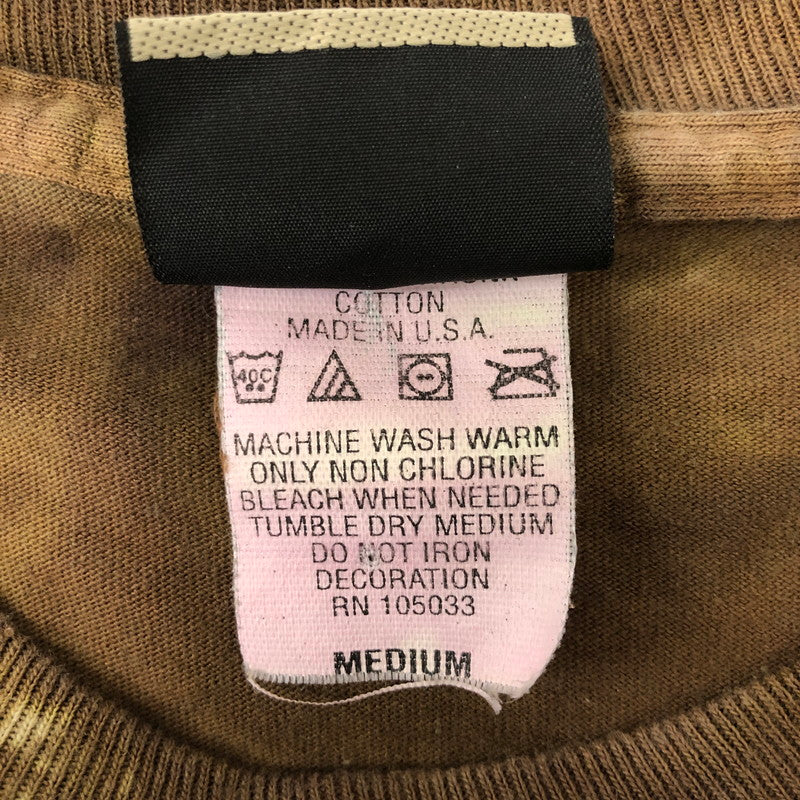 COTTON
MADE IN U.S.A.
40C
MACHINE WASH WARM
ONLY NON CHLORINE
BLEACH WHEN NEEDED
TUMBLE DRY MEDIUM
DO NOT IRON
DECORATION
RN 105033
MEDIUM